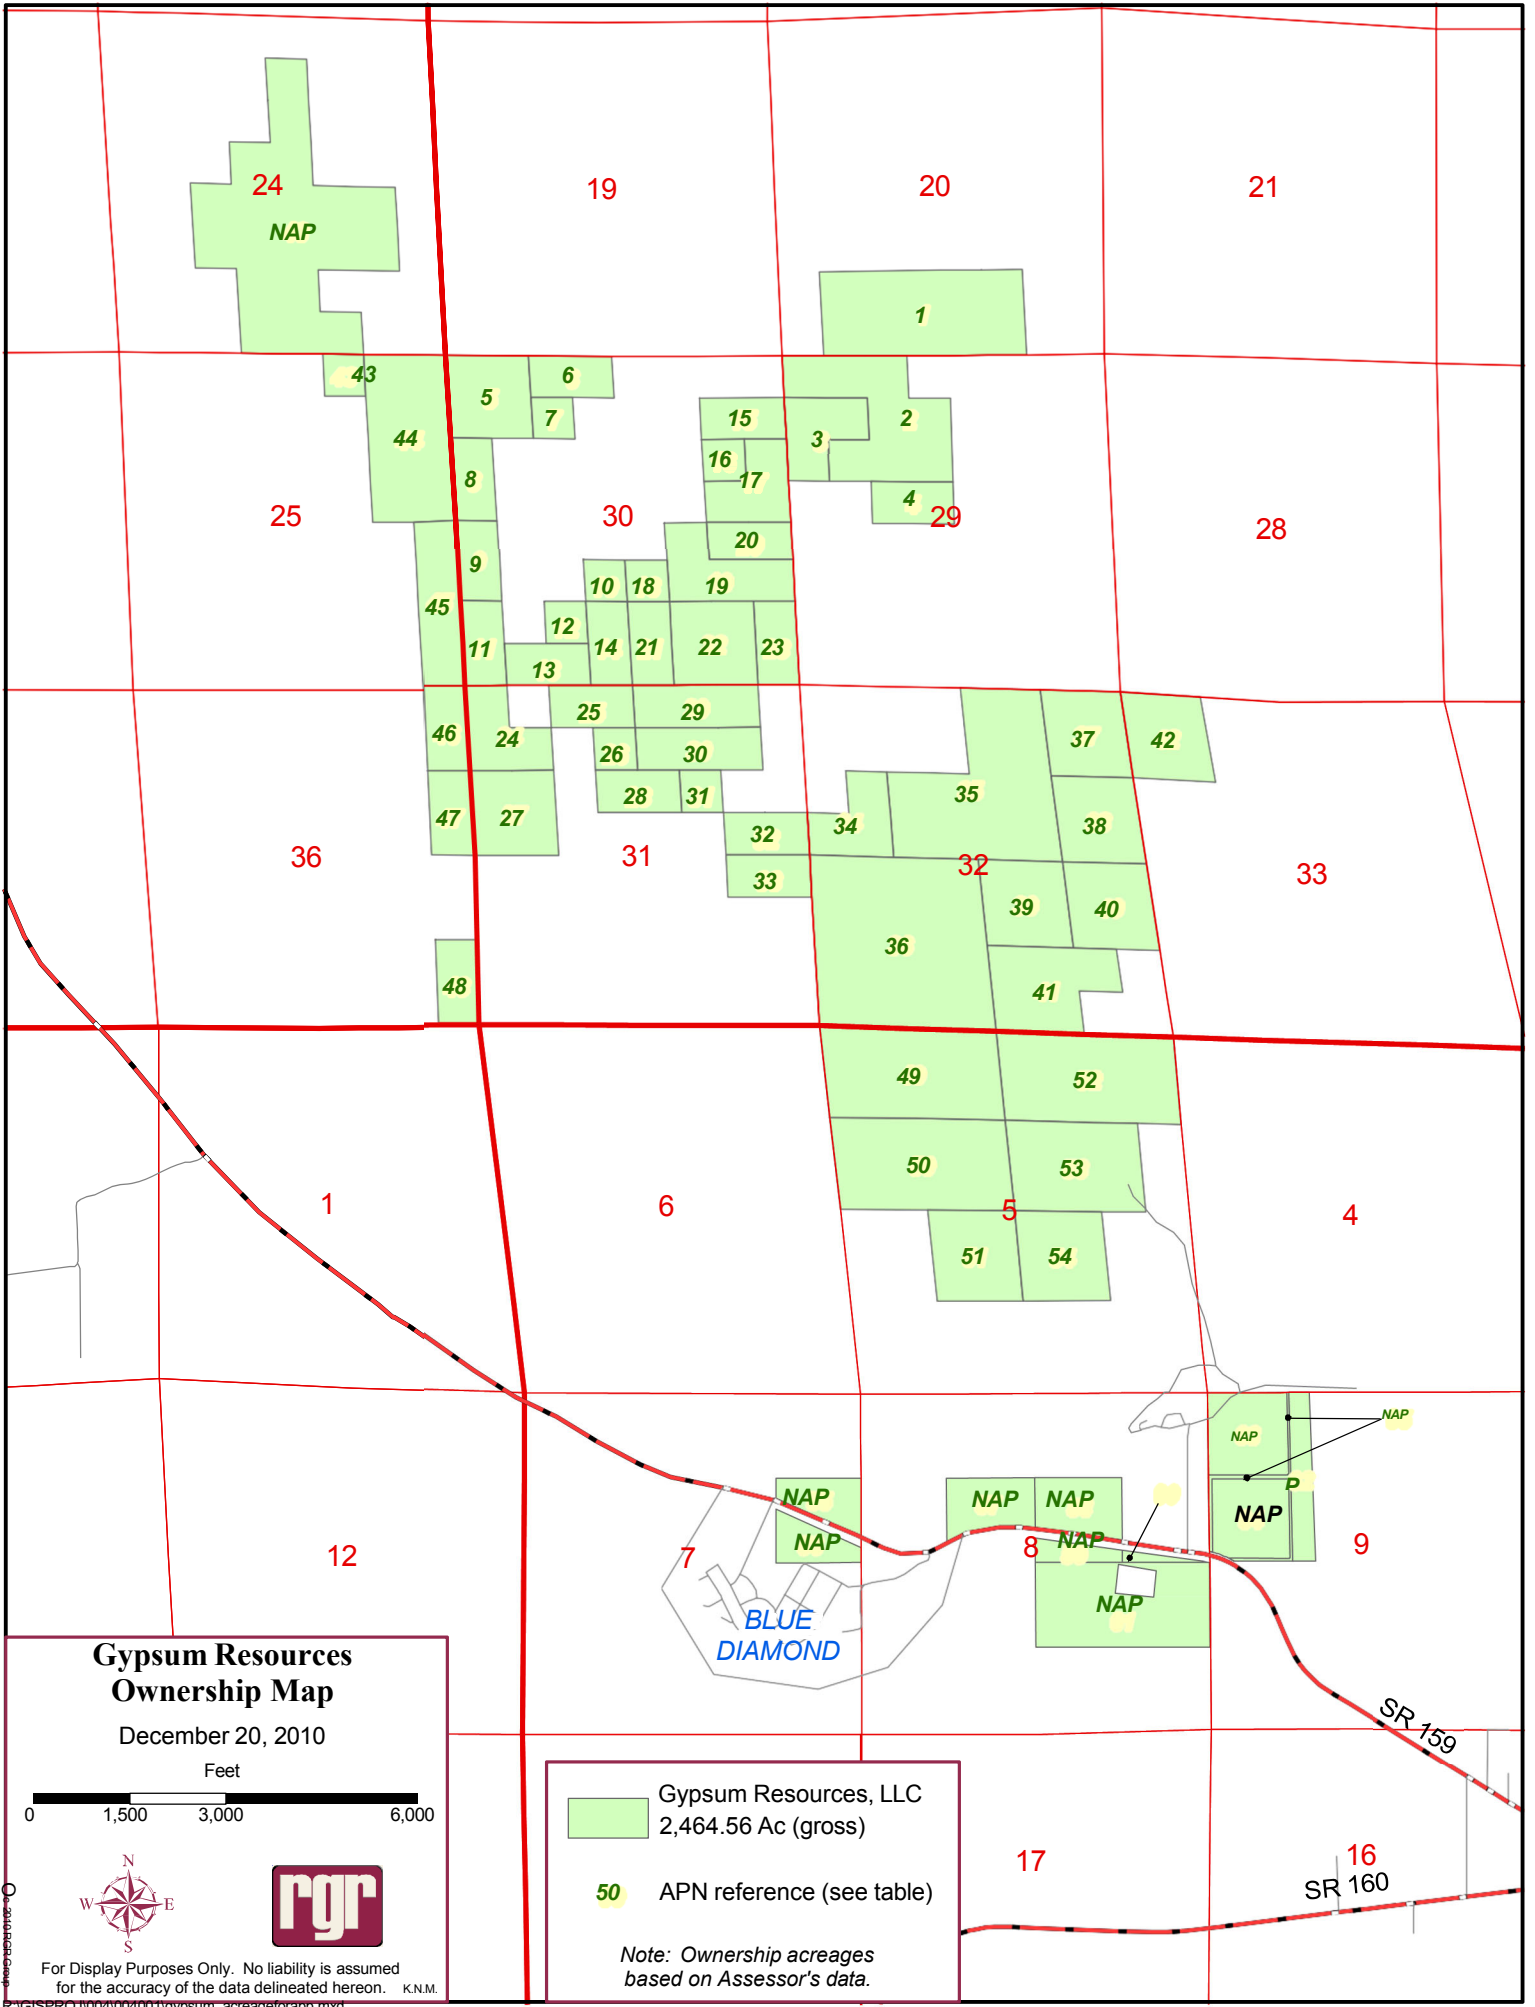 24
19
20
21
NAP
1
43
6
5
7
44
15
2
3
16
17
8
4
25
30
29
28
20
9
10
18
19
45
12
14
21
22
23
11
13
25
29
46
24
37
42
26
30
28
31
35
47
27
32
34
38
36
31
32
33
33
39
40
36
41
48
49
52
50
53
1
6
5
4
51
54
NAP
NAP
P
NAP
NAP
NAP
NAP
NAP
NAP
12
7
8
9
NAP
BLUE
DIAMOND
SR 159
17
16
SR 160
Gypsum Resources
Ownership Map
December 20, 2010
Feet
0 1,500 3,000 6,000
N
W E
S
rgr
For Display Purposes Only. No liability is assumed
for the accuracy of the data delineated hereon. K.N.M.
Gypsum Resources, LLC
2,464.56 Ac (gross)
50 APN reference (see table)
Note: Ownership acreages
based on Assessor's data.